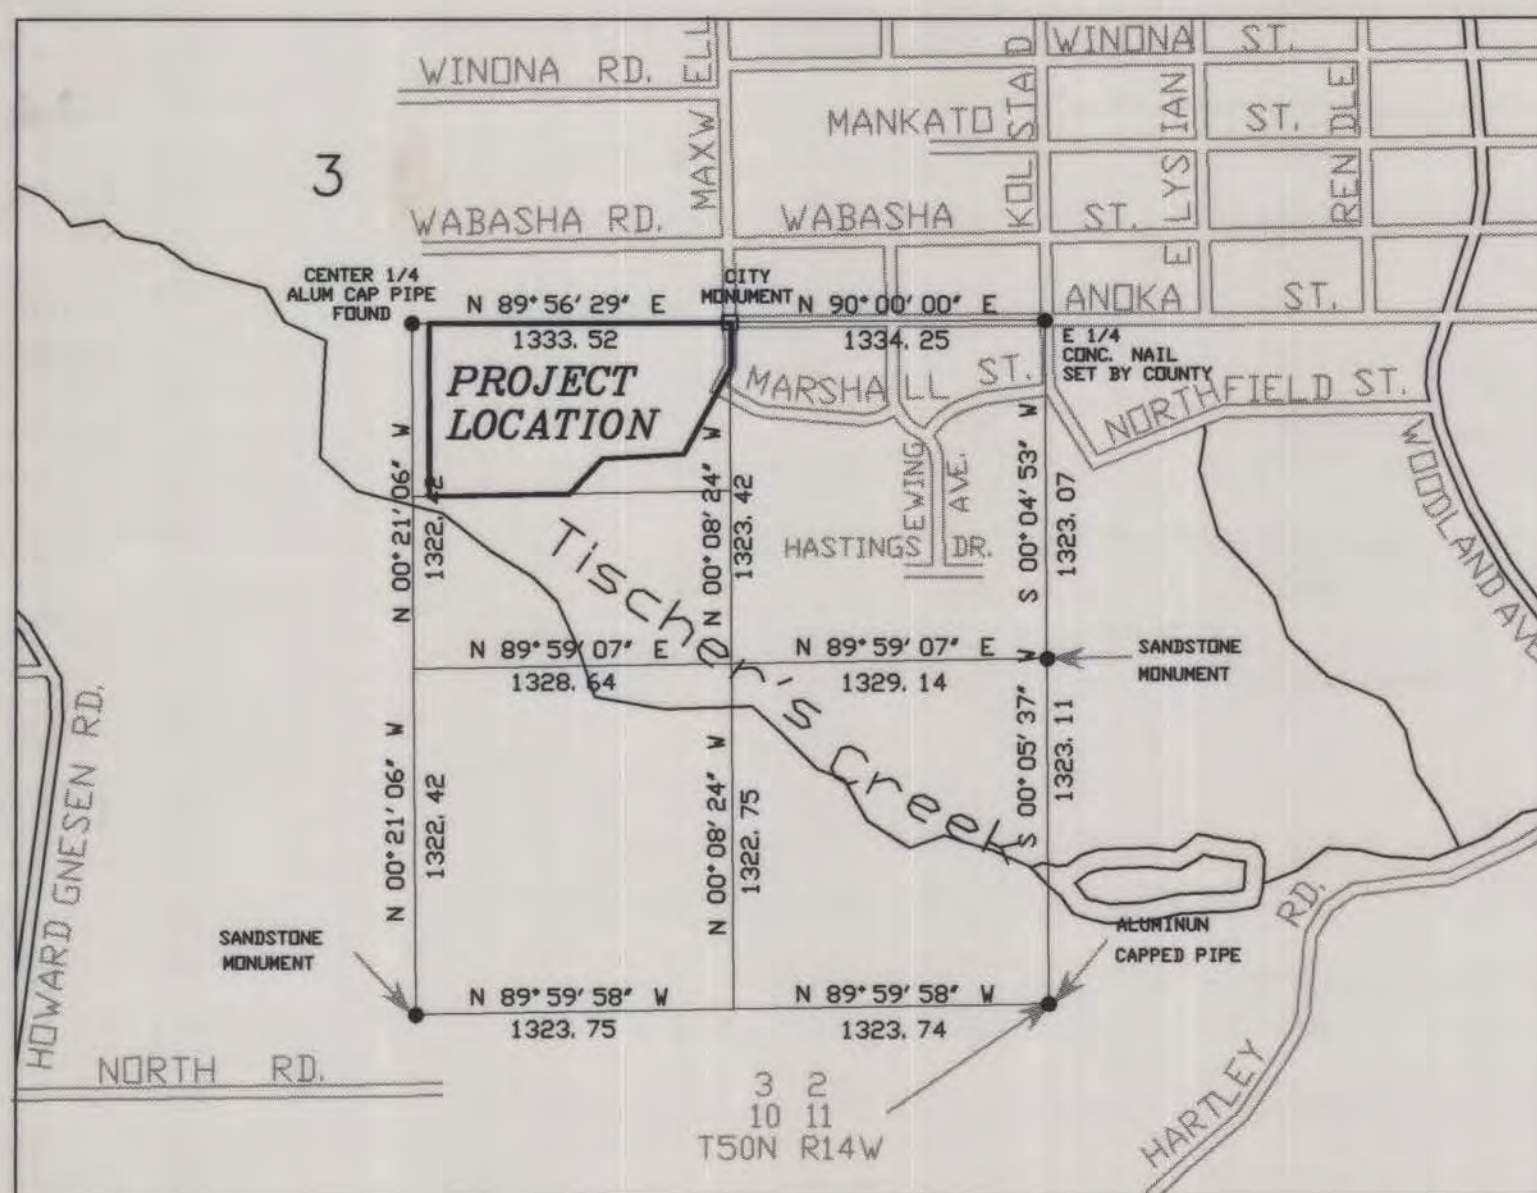 WINONA RD.
MAXWELL
KOLSTAD
WINONA ST.
MANKATO ST.
ELYSIAN
RENDLE
3
WABASHA RD.
WABASHA ST.
CENTER 1/4
ALUM CAP PIPE
FOUND
N 89° 56' 29" E
1333. 52
CITY
MONUMENT
N 90° 00' 00" E
1334. 25
ANOKA ST.
E 1/4
CONC. NAIL
SET BY COUNTY
PROJECT
LOCATION
MARSHALL ST.
NORTHFIELD ST.
WOODLAND AVE
EWING
AVE.
HASTINGS DR.
N 00° 21' 06" W
1322. 42
N 00° 08' 24" W
1323. 42
S 00° 04' 53" W
1323. 07
Tischer's Creek
N 89° 59' 07" E
1328. 64
N 89° 59' 07" E
1329. 14
SANDSTONE
MONUMENT
HOWARD GNESEN RD.
N 00° 21' 06" W
1322. 42
N 00° 08' 24" W
1322. 75
S 00° 05' 37" W
1323. 11
SANDSTONE
MONUMENT
ALUMINUN
CAPPED PIPE
N 89° 59' 58" W
1323. 75
N 89° 59' 58" W
1323. 74
NORTH RD.
HARTLEY RD.
3 2
10 11
T50N R14W